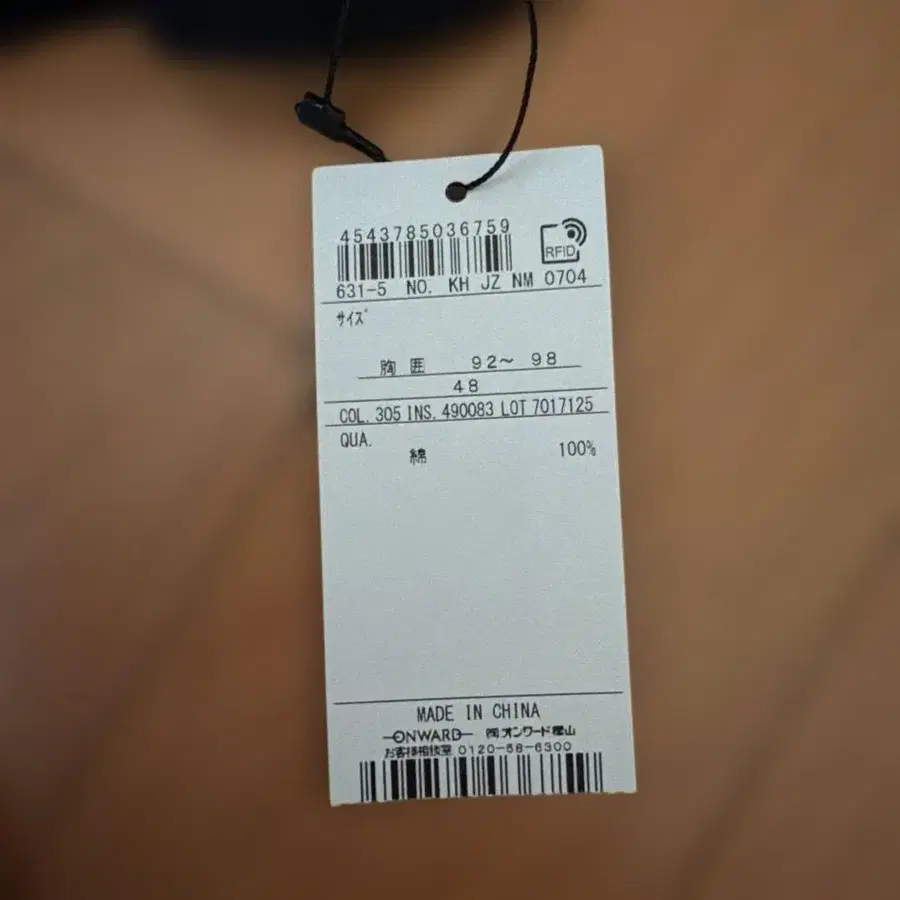 4543785036759
RFID
631-5 NO. KH JZ NM 0704
サイズ
胸 囲 92〜 98
48
COL. 305 INS. 490083 LOT 7017125
QUA.
綿 100%
MADE IN CHINA
ONWARD ㈱オンワード樫山
お客様相談室 0120-58-6300